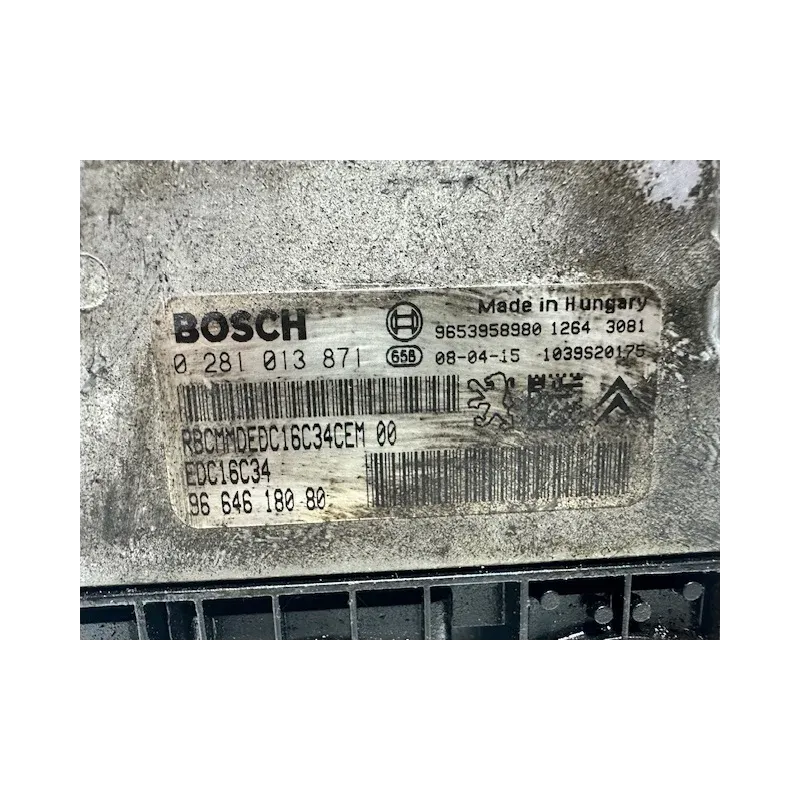 BOSCH
Made in Hungary
9653958980 1264 3081
0 281 013 871
65B
08-04-15 1039S20175
RBCMMDEDC16C34CEM 00
EDC16C34
96 646 180 80